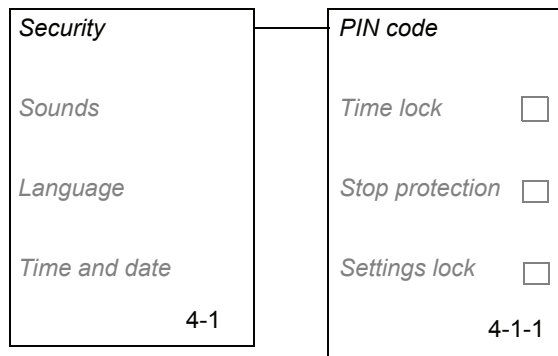 Security
Sounds
Language
Time and date
4-1
PIN code
Time lock
Stop protection
Settings lock
4-1-1